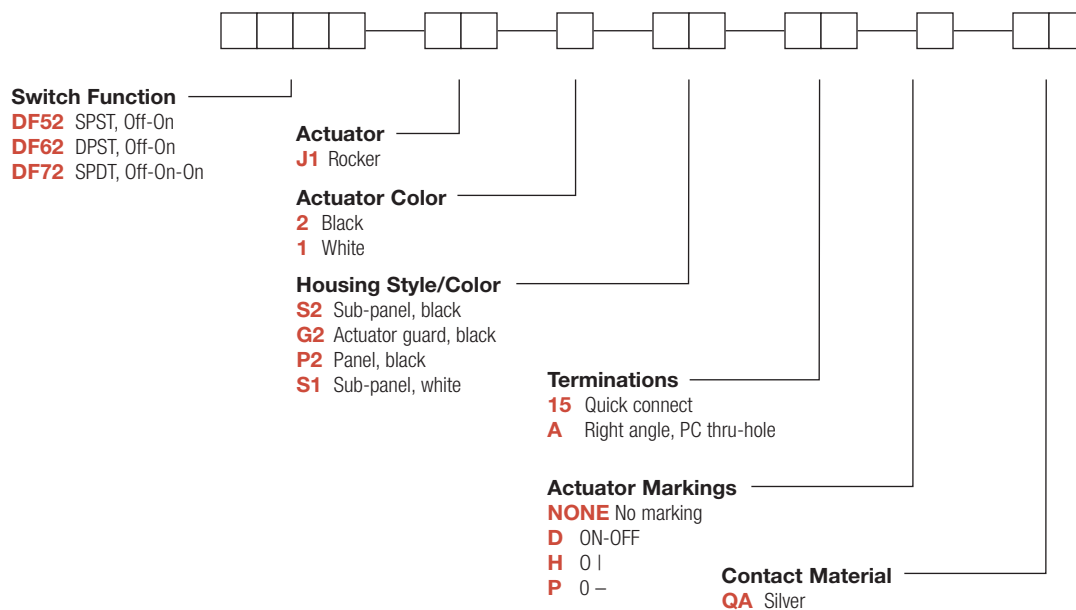 Switch Function
DF52 SPST, Off-On
DF62 DPST, Off-On
DF72 SPDT, Off-On-On
Actuator
J1 Rocker
Actuator Color
2 Black
1 White
Housing Style/Color
S2 Sub-panel, black
G2 Actuator guard, black
P2 Panel, black
S1 Sub-panel, white
Terminations
15 Quick connect
A Right angle, PC thru-hole
Actuator Markings
NONE No marking
D ON-OFF
H O |
P O –
Contact Material
QA Silver